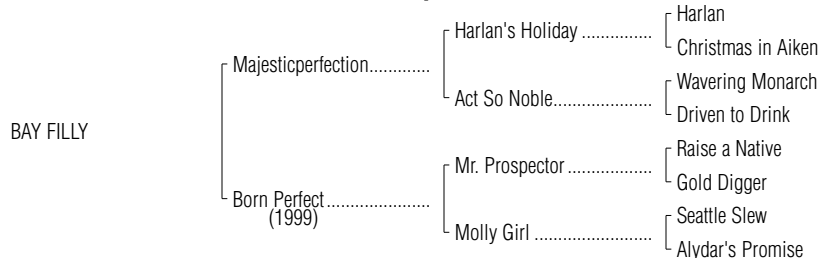 Harlan
Harlan's Holiday ...............
Christmas in Aiken
Majesticperfection.............
Wavering Monarch
Act So Noble.....................
Driven to Drink
BAY FILLY
Raise a Native
Mr. Prospector ..................
Gold Digger
Born Perfect ......................
(1999)
Seattle Slew
Molly Girl .........................
Alydar's Promise